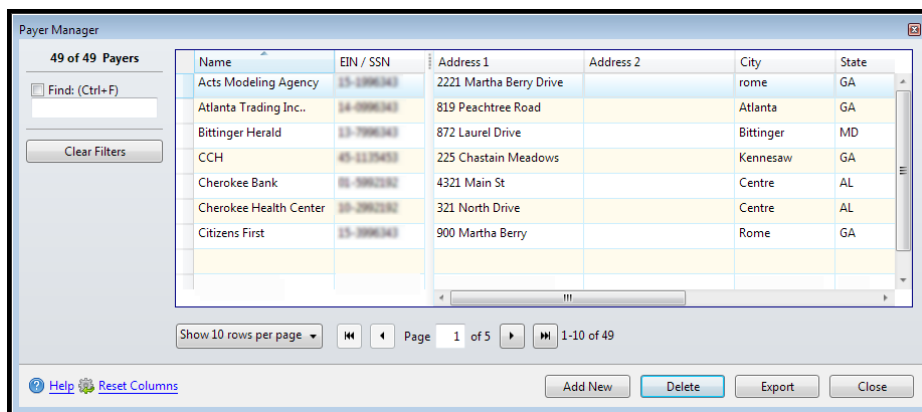 Payer Manager
49 of 49 Payers
Find: (Ctrl+F)
Clear Filters
Name EIN / SSN Address 1 Address 2 City State
Acts Modeling Agency 2221 Martha Berry Drive rome GA
Atlanta Trading Inc.. 819 Peachtree Road Atlanta GA
Bittinger Herald 872 Laurel Drive Bittinger MD
CCH 225 Chastain Meadows Kennesaw GA
Cherokee Bank 4321 Main St Centre AL
Cherokee Health Center 321 North Drive Centre AL
Citizens First 900 Martha Berry Rome GA
Show 10 rows per page Page 1 of 5 1-10 of 49
Help Reset Columns Add New Delete Export Close